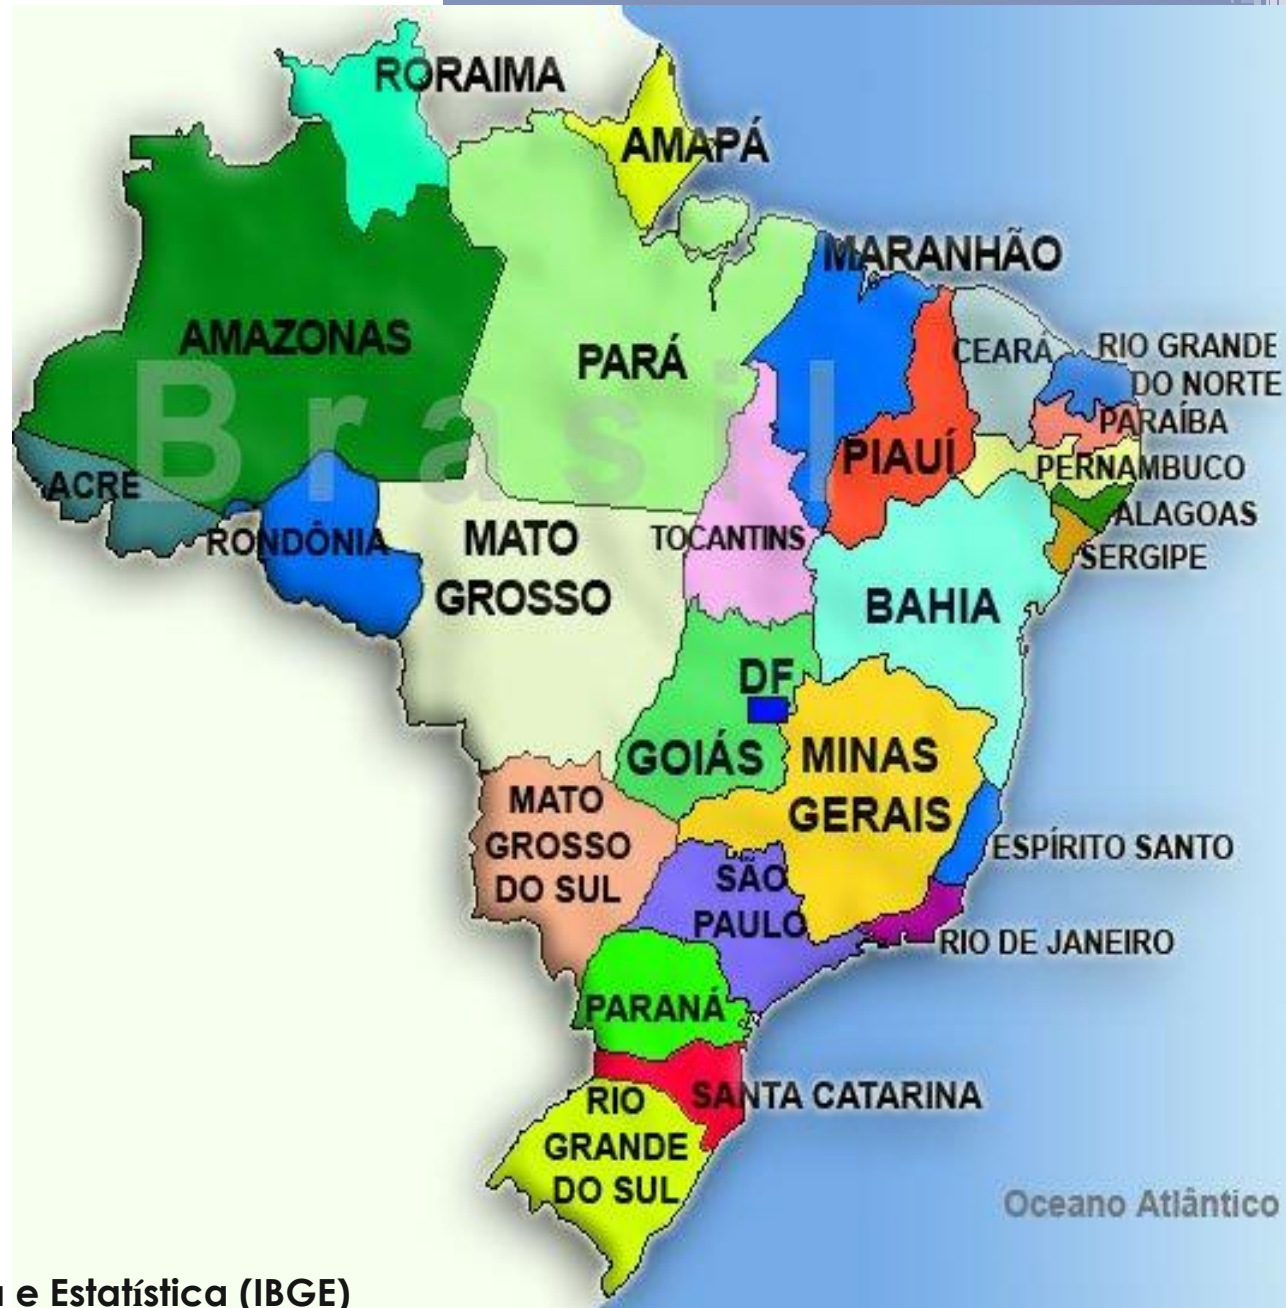 RORAIMA
AMAPÁ
MARANHÃO
AMAZONAS
PARÁ
CEARÁ
RIO GRANDE
DO NORTE
PARAÍBA
Brasil
PIAUÍ
PERNAMBUCO
ACRE
ALAGOAS
RONDÔNIA
MATO
GROSSO
TOCANTINS
SERGIPE
BAHIA
DF
GOIÁS
MINAS
GERAIS
MATO
GROSSO
DO SUL
ESPÍRITO SANTO
SÃO
PAULO
RIO DE JANEIRO
PARANÁ
SANTA CATARINA
RIO
GRANDE
DO SUL
Oceano Atlântico
e Estatística (IBGE)